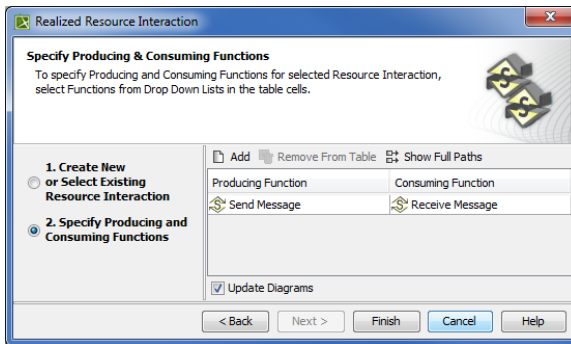 Realized Resource Interaction
Specify Producing & Consuming Functions
To specify Producing and Consuming Functions for selected Resource Interaction,
select Functions from Drop Down Lists in the table cells.
1. Create New
or Select Existing
Resource Interaction
2. Specify Producing and
Consuming Functions
Add Remove From Table Show Full Paths
Producing Function Consuming Function
Send Message Receive Message
Update Diagrams
< Back Next > Finish Cancel Help